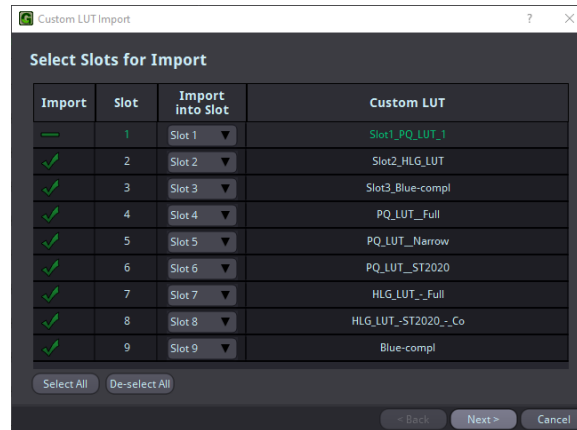 Custom LUT Import
? ×
Select Slots for Import
Import Slot Import into Slot Custom LUT
1 Slot 1 Slot1_PQ_LUT_1
2 Slot 2 Slot2_HLG_LUT
3 Slot 3 Slot3_Blue-compl
4 Slot 4 PQ_LUT__Full
5 Slot 5 PQ_LUT__Narrow
6 Slot 6 PQ_LUT__ST2020
7 Slot 7 HLG_LUT_-_Full
8 Slot 8 HLG_LUT_-ST2020_-_Co
9 Slot 9 Blue-compl
Select All De-select All
< Back Next > Cancel